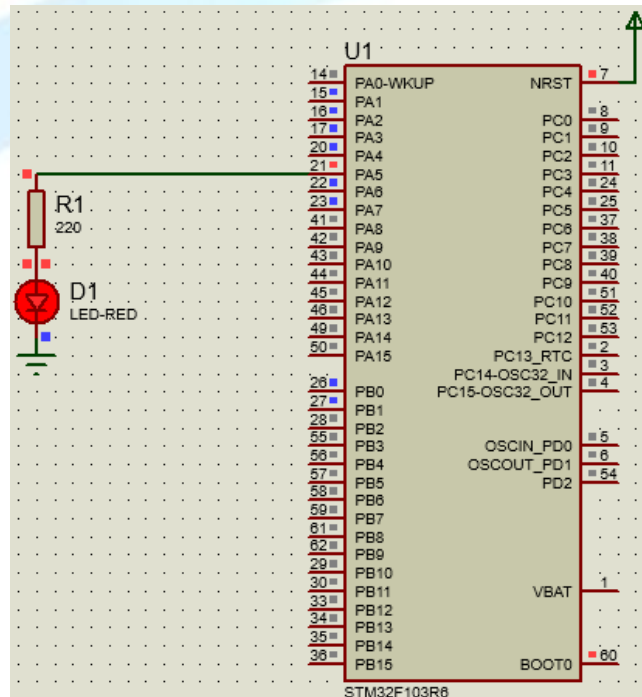 U1
14 PA0-WKUP NRST 7
15 PA1
16 PA2 PC0 8
17 PA3 PC1 9
20 PA4 PC2 10
21 PA5 PC3 11
22 PA6 PC4 24
23 PA7 PC5 25
41 PA8 PC6 37
42 PA9 PC7 38
43 PA10 PC8 39
44 PA11 PC9 40
45 PA12 PC10 51
46 PA13 PC11 52
49 PA14 PC12 53
50 PA15 PC13_RTC 2
PC14-OSC32_IN 3
26 PB0 PC15-OSC32_OUT 4
27 PB1
28 PB2
55 PB3 OSCIN_PD0 5
56 PB4 OSCOUT_PD1 6
57 PB5 PD2 54
58 PB6
59 PB7
61 PB8
62 PB9
29 PB10
30 PB11 VBAT 1
33 PB12
34 PB13
35 PB14
36 PB15 BOOT0 60
STM32F103R6
R1
220
D1
LED-RED